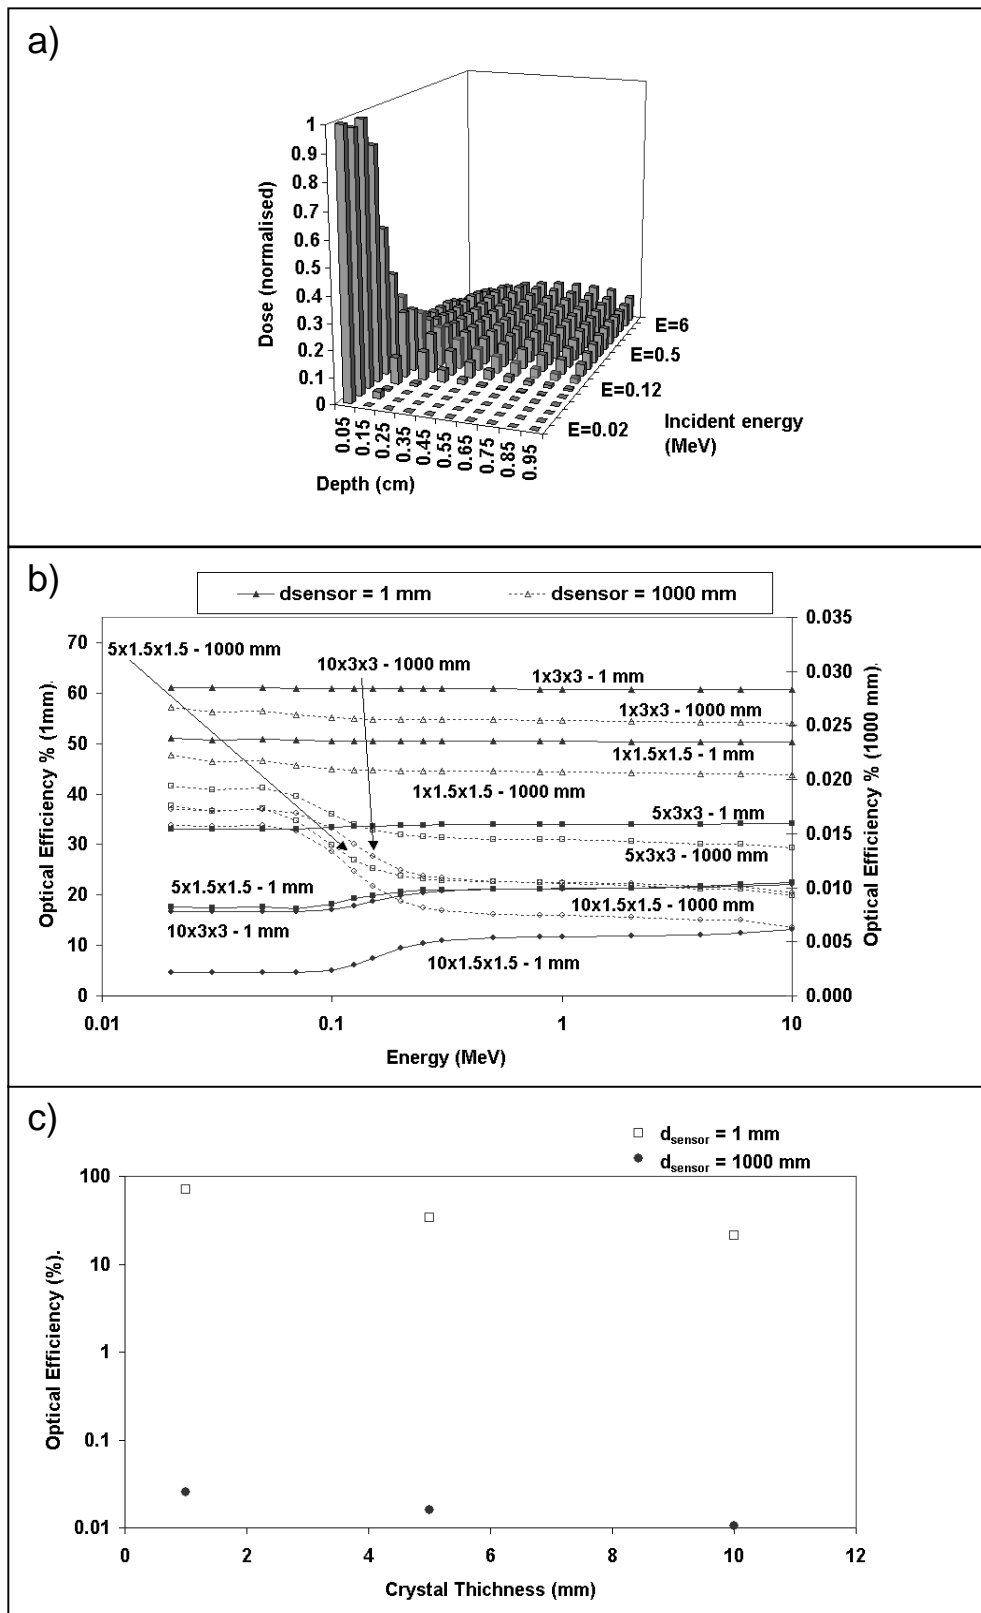 a)
1
0.9
0.8
0.7
0.6
0.5
0.4
0.3
0.2
0.1
0
Dose (normalised)
0.05
0.15
0.25
0.35
0.45
0.55
0.65
0.75
0.85
0.95
Depth (cm)
E=6
E=0.5
E=0.12
E=0.02
Incident energy
(MeV)
b)
dsensor = 1 mm
dsensor = 1000 mm
70
60
50
40
30
20
10
0
Optical Efficiency % (1mm).
0.035
0.030
0.025
0.020
0.015
0.010
0.005
0.000
Optical Efficiency % (1000 mm).
5x1.5x1.5 - 1000 mm
10x3x3 - 1000 mm
1x3x3 - 1 mm
1x3x3 - 1000 mm
1x1.5x1.5 - 1 mm
1x1.5x1.5 - 1000 mm
5x3x3 - 1 mm
5x3x3 - 1000 mm
5x1.5x1.5 - 1 mm
10x1.5x1.5 - 1000 mm
10x3x3 - 1 mm
10x1.5x1.5 - 1 mm
0.01
0.1
1
10
Energy (MeV)
c)
dsensor = 1 mm
dsensor = 1000 mm
100
10
1
0.1
0.01
Optical Efficiency (%).
0
2
4
6
8
10
12
Crystal Thichness (mm)